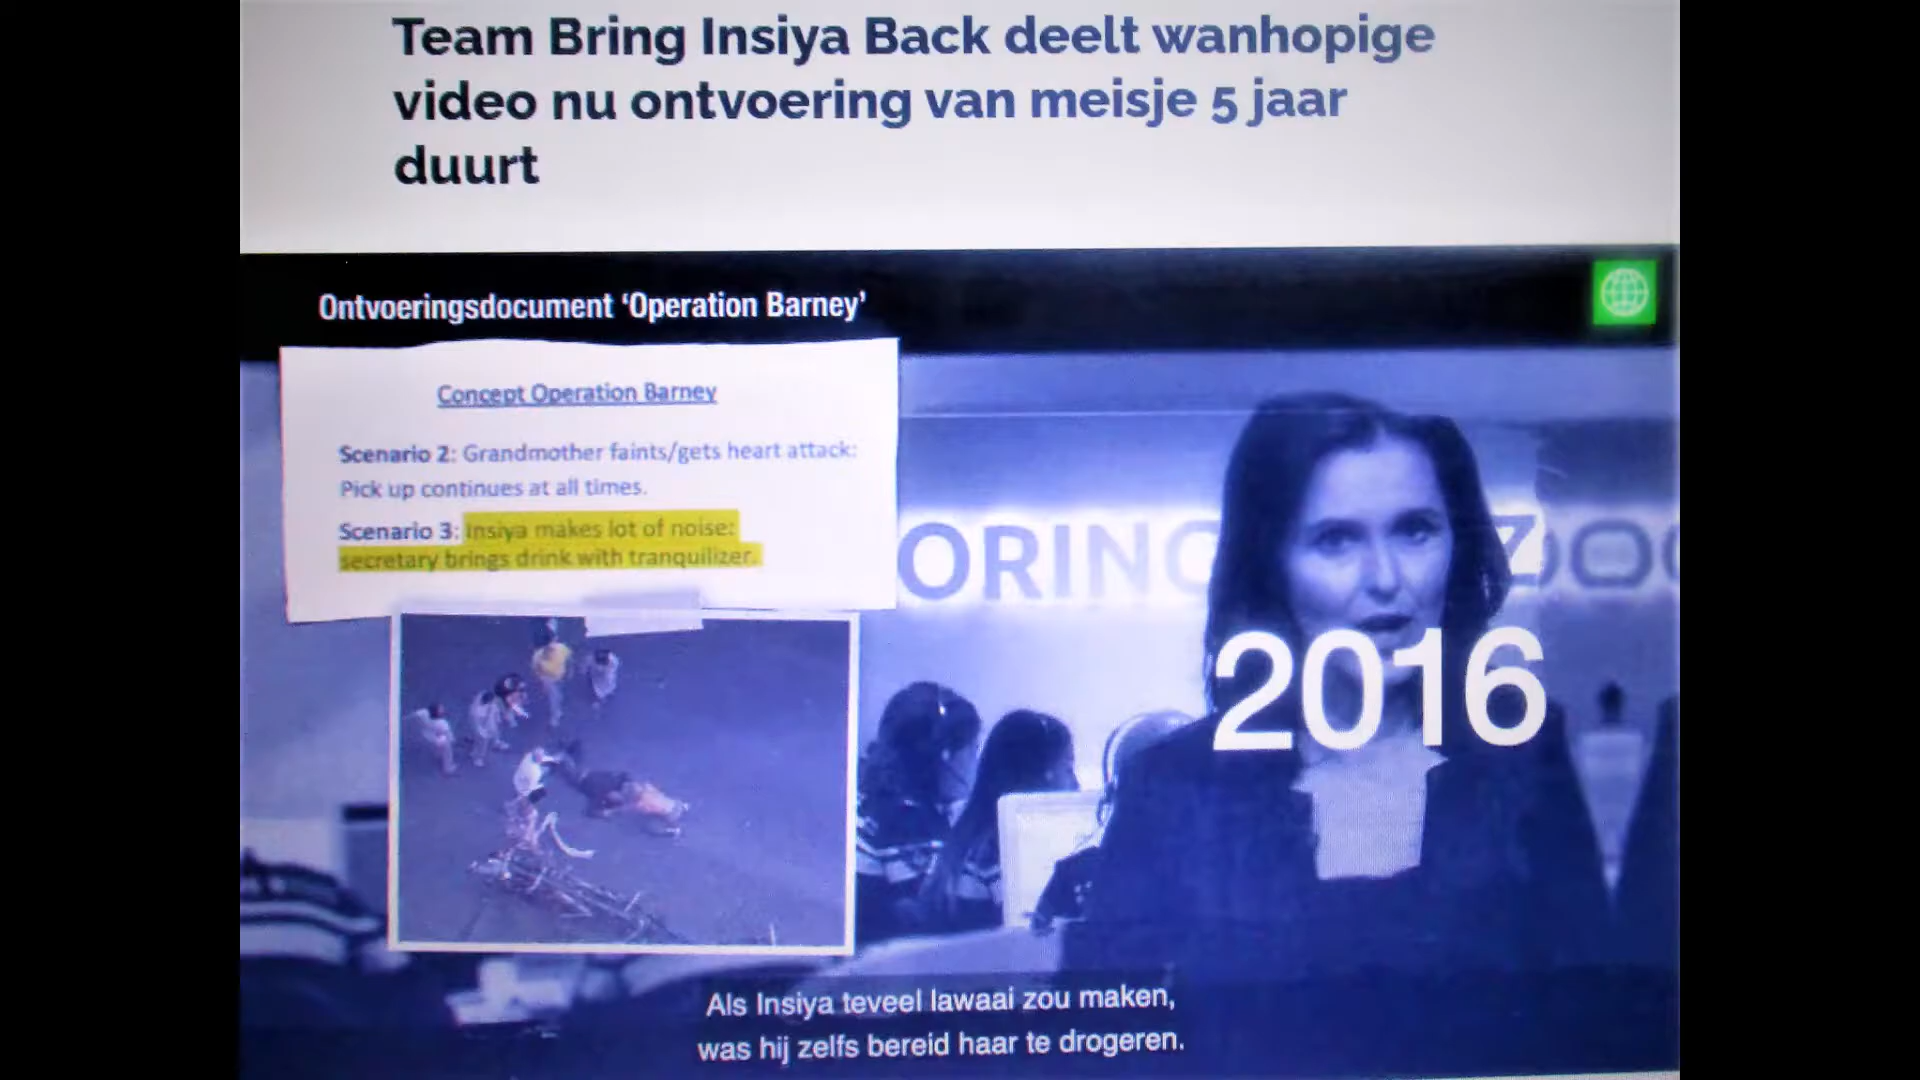 Team Bring Insiya Back deelt wanhopige
video nu ontvoering van meisje 5 jaar
duurt
Ontvoeringsdocument ‘Operation Barney’
Concept Operation Barney
Scenario 2: Grandmother faints/gets heart attack:
Pick up continues at all times.
Scenario 3: Insiya makes lot of noise:
secretary brings drink with tranquilizer.
2016
Als Insiya teveel lawaai zou maken,
was hij zelfs bereid haar te drogeren.